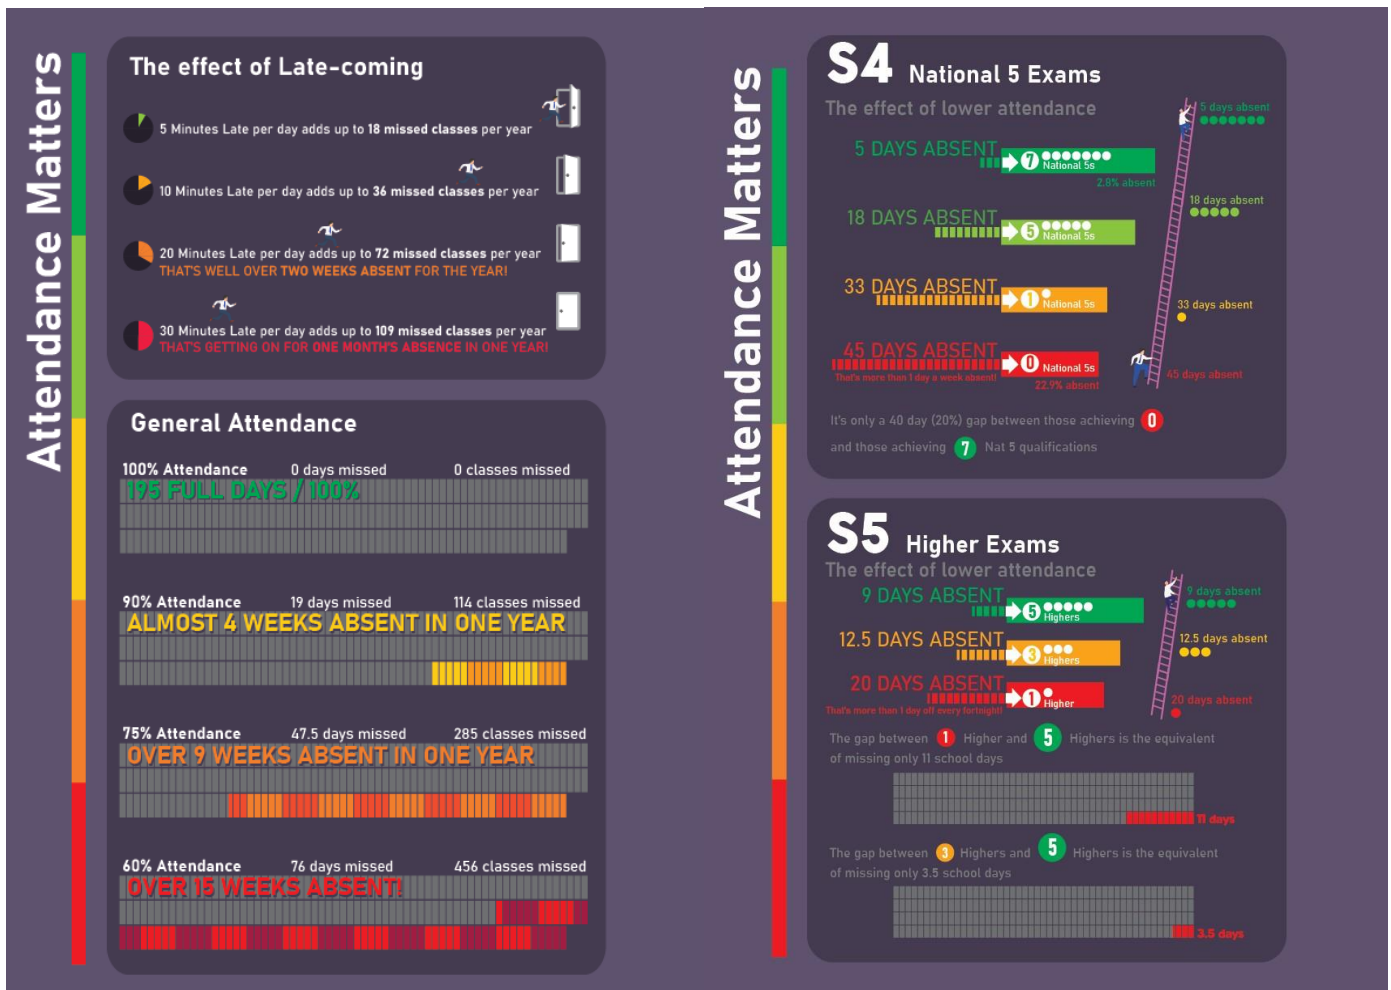 Attendance Matters
The effect of Late-coming
5 Minutes Late per day adds up to 18 missed classes per year
10 Minutes Late per day adds up to 36 missed classes per year
20 Minutes Late per day adds up to 72 missed classes per year
THAT'S WELL OVER TWO WEEKS ABSENT FOR THE YEAR!
30 Minutes Late per day adds up to 109 missed classes per year
THAT'S GETTING ON FOR ONE MONTH'S ABSENCE IN ONE YEAR!
General Attendance
100% Attendance 0 days missed 0 classes missed
195 FULL DAYS / 100%
90% Attendance 19 days missed 114 classes missed
ALMOST 4 WEEKS ABSENT IN ONE YEAR
75% Attendance 47.5 days missed 285 classes missed
OVER 9 WEEKS ABSENT IN ONE YEAR
60% Attendance 76 days missed 456 classes missed
OVER 15 WEEKS ABSENT!
Attendance Matters
S4 National 5 Exams
The effect of lower attendance
5 DAYS ABSENT
7 National 5s
2.8% absent
18 DAYS ABSENT
5 National 5s
33 DAYS ABSENT
1 National 5s
45 DAYS ABSENT
That's more than 1 day a week absent!
0 National 5s
22.9% absent
5 days absent
18 days absent
33 days absent
45 days absent
It's only a 40 day (20%) gap between those achieving 0
and those achieving 7 Nat 5 qualifications
S5 Higher Exams
The effect of lower attendance
9 DAYS ABSENT
5 Highers
12.5 DAYS ABSENT
3 Highers
20 DAYS ABSENT
That's more than 1 day off every forteight!
1 Higher
9 days absent
12.5 days absent
20 days absent
The gap between 1 Higher and 5 Highers is the equivalent
of missing only 11 school days
11 days
The gap between 3 Highers and 5 Highers is the equivalent
of missing only 3.5 school days
3.5 days